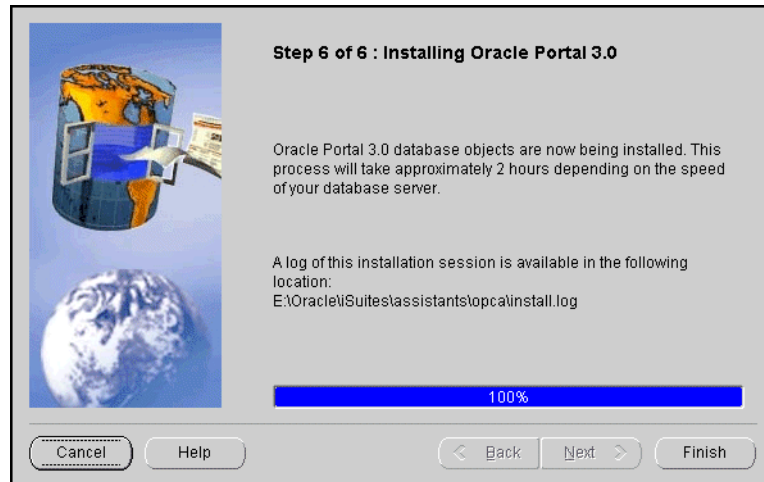 Step 6 of 6 : Installing Oracle Portal 3.0
Oracle Portal 3.0 database objects are now being installed. This
process will take approximately 2 hours depending on the speed
of your database server.
A log of this installation session is available in the following
location:
E:\Oracle\iSuites\assistants\opca\install.log
100%
Cancel
Help
Back
Next
Finish